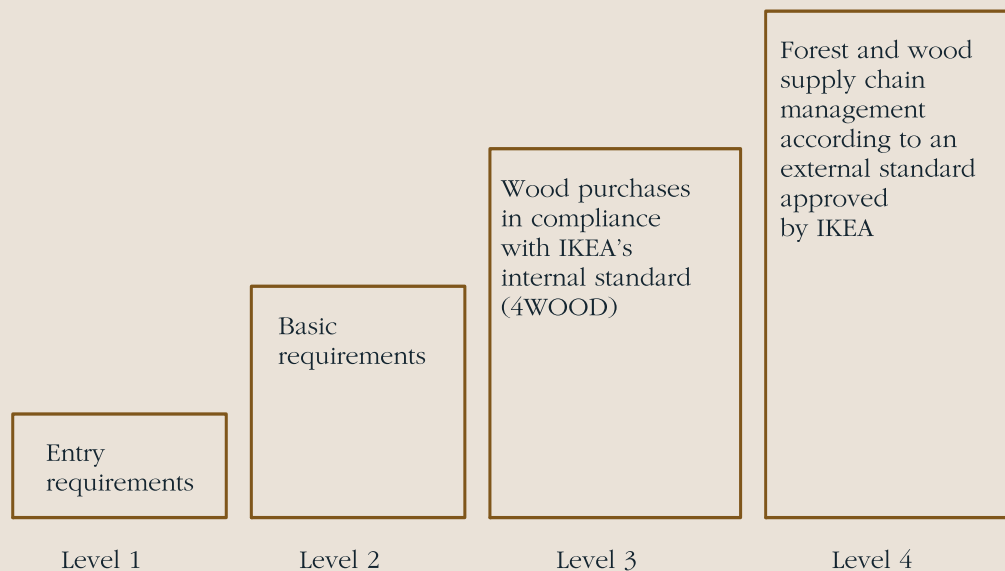 Forest and wood
supply chain
management
according to an
external standard
approved
by IKEA
Wood purchases
in compliance
with IKEA’s
internal standard
(4WOOD)
Basic
requirements
Entry
requirements
Level 1
Level 2
Level 3
Level 4